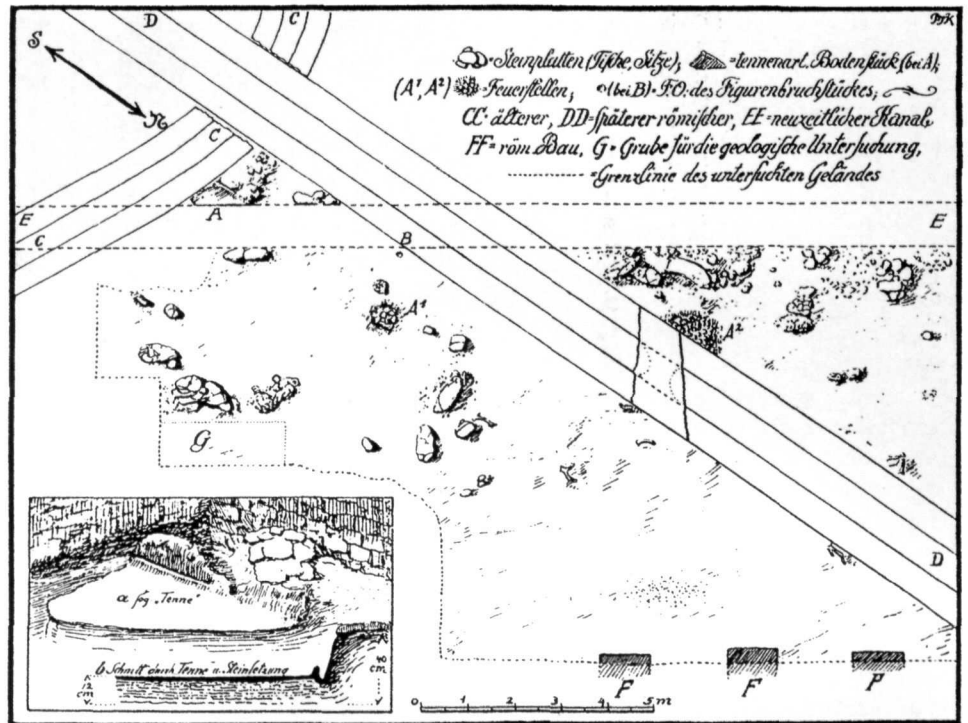 D
C
S
N
=Steinplatten (Tische, Sitze); =tennenart. Bodenstück (bei A);
(A¹, A²) =Feuerstellen; (bei B)=F.O. des Figurenbruchstückes;
CC=älterer, DD=späterer römischer, EE=neuzeitlicher Kanal,
FF=röm. Bau, G=Grube für die geologische Untersuchung,
=Grenzlinie des untersuchten Geländes
C
E
A
E
C
B
A¹
A²
G
D
a sog. „Tenne"
b Schnitt durch Tenne u. Steinsetzung
12
cm
40
cm
F
F
F
0 1 2 3 4 5 m